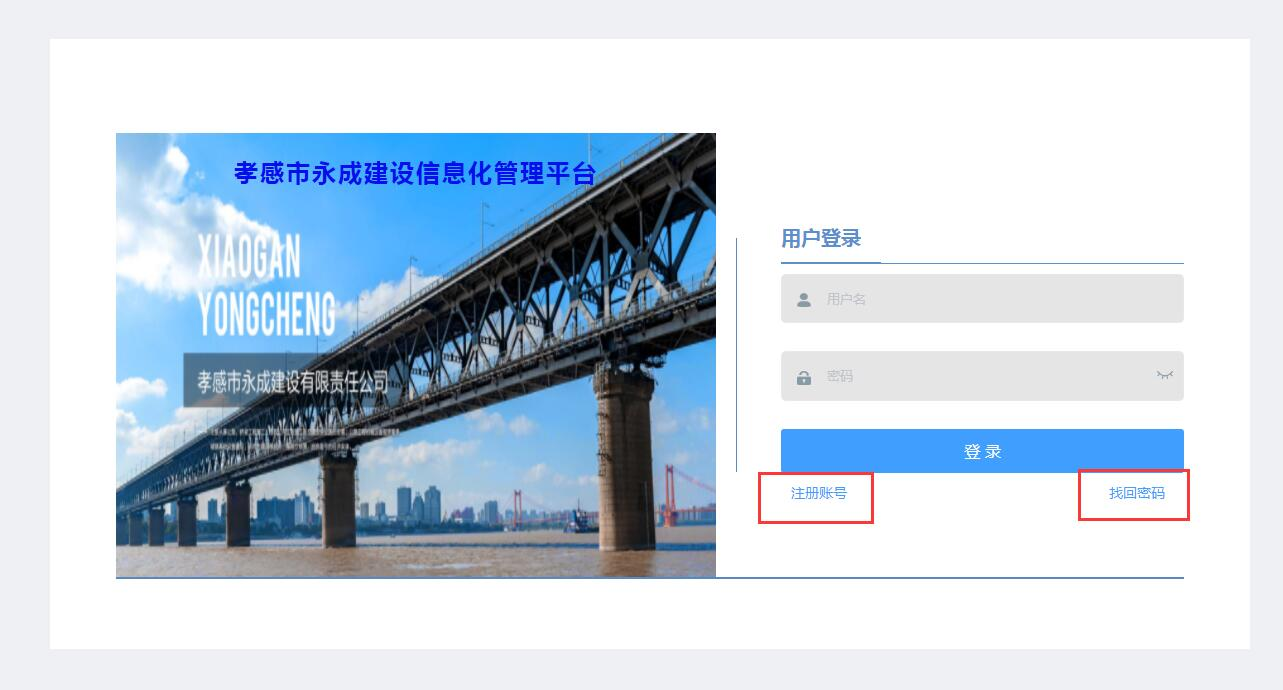 孝感市永成建设信息化管理平台
XIAOGAN
YONGCHENG
孝感市永成建设有限责任公司
用户登录
用户名
密码
登录
注册账号
找回密码